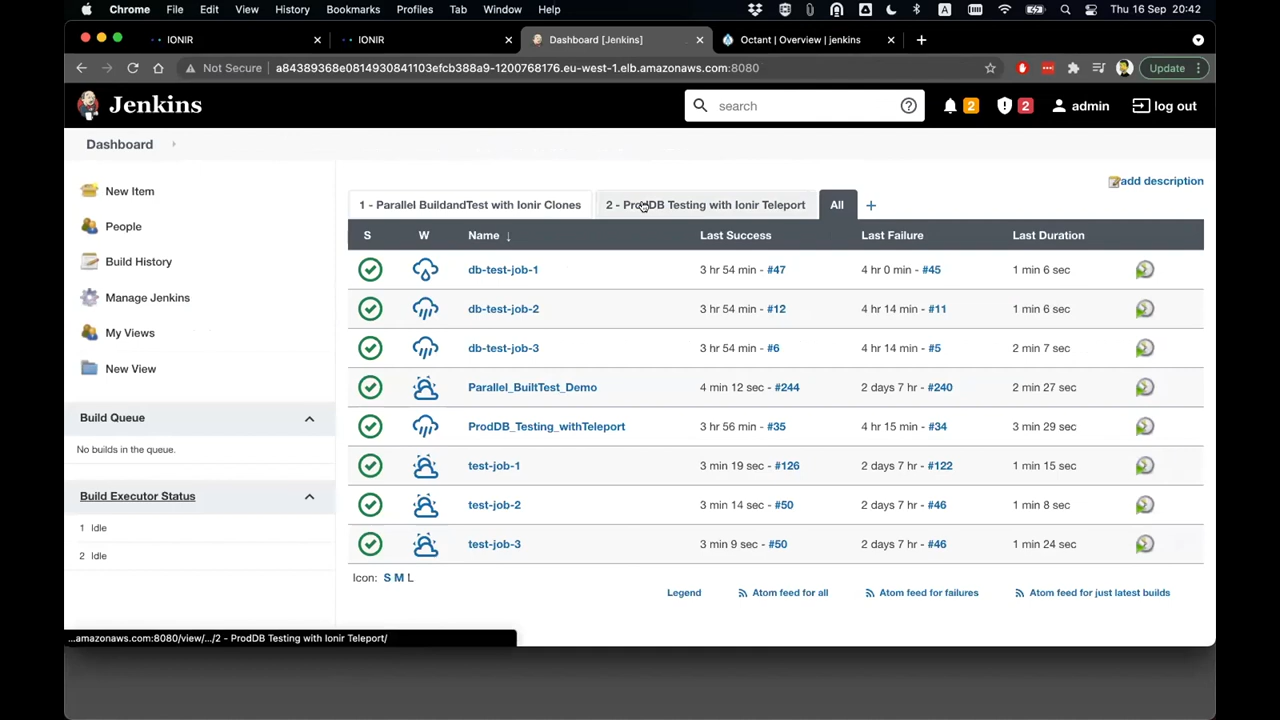 Chrome File Edit View History Bookmarks Profiles Tab Window Help A Thu 16 Sep 20:42
IONIR IONIR Dashboard [Jenkins] Octant | Overview | jenkins
Not Secure a84389368e0814930841103efcb388a9-1200768176.eu-west-1.elb.amazonaws.com:8080 Update
Jenkins search 2 2 admin log out
Dashboard
add description
New Item
People
Build History
Manage Jenkins
My Views
New View
Build Queue
No builds in the queue.
Build Executor Status
1 Idle
2 Idle
1 - Parallel BuildandTest with Ionir Clones 2 - ProdDB Testing with Ionir Teleport All +
S W Name ↓ Last Success Last Failure Last Duration
db-test-job-1 3 hr 54 min - #47 4 hr 0 min - #45 1 min 6 sec
db-test-job-2 3 hr 54 min - #12 4 hr 14 min - #11 1 min 6 sec
db-test-job-3 3 hr 54 min - #6 4 hr 14 min - #5 2 min 7 sec
Parallel_BuiltTest_Demo 4 min 12 sec - #244 2 days 7 hr - #240 2 min 27 sec
ProdDB_Testing_withTeleport 3 hr 56 min - #35 4 hr 15 min - #34 3 min 29 sec
test-job-1 3 min 19 sec - #126 2 days 7 hr - #122 1 min 15 sec
test-job-2 3 min 14 sec - #50 2 days 7 hr - #46 1 min 8 sec
test-job-3 3 min 9 sec - #50 2 days 7 hr - #46 1 min 24 sec
Icon: S M L
Legend Atom feed for all Atom feed for failures Atom feed for just latest builds
...amazonaws.com:8080/view/.../2 - ProdDB Testing with Ionir Teleport/